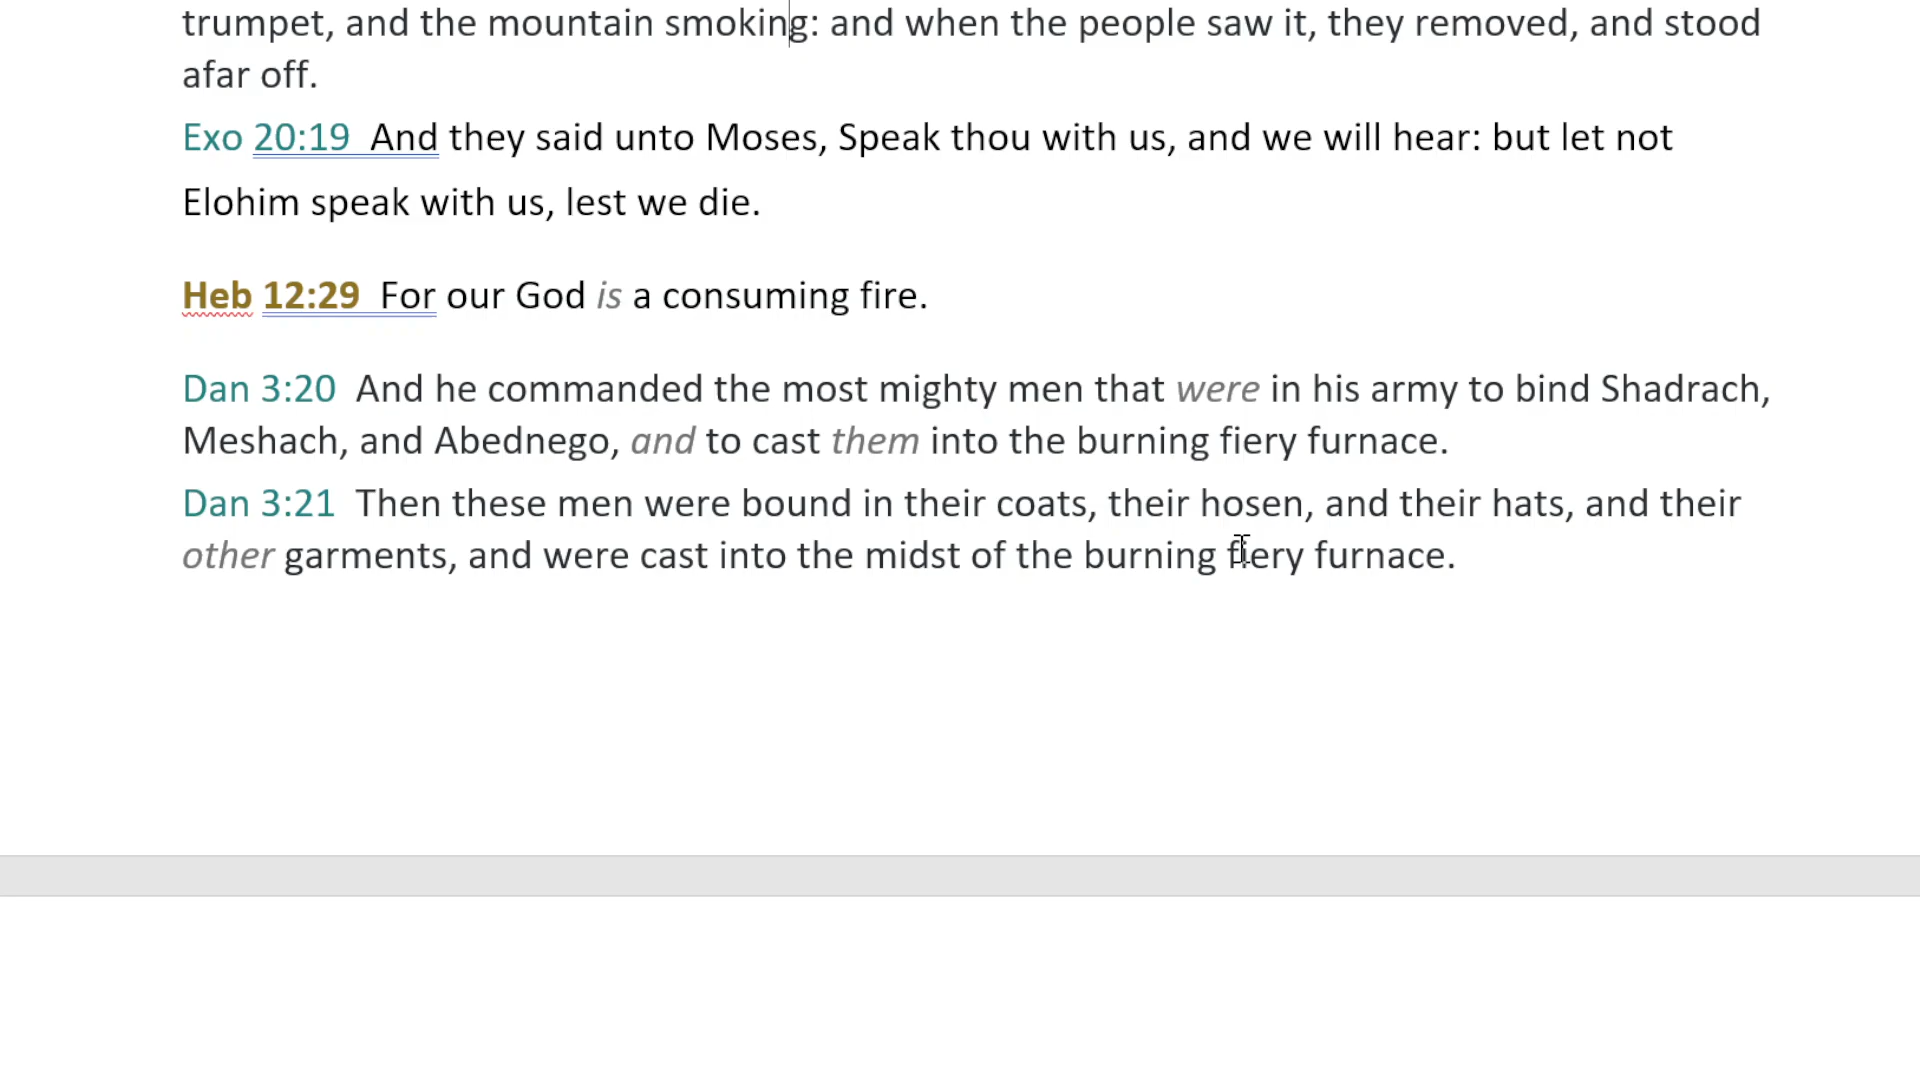 trumpet, and the mountain smoking: and when the people saw it, they removed, and stood
afar off.
Exo 20:19  And they said unto Moses, Speak thou with us, and we will hear: but let not
Elohim speak with us, lest we die.
Heb 12:29  For our God is a consuming fire.
Dan 3:20  And he commanded the most mighty men that were in his army to bind Shadrach,
Meshach, and Abednego, and to cast them into the burning fiery furnace.
Dan 3:21  Then these men were bound in their coats, their hosen, and their hats, and their
other garments, and were cast into the midst of the burning fiery furnace.